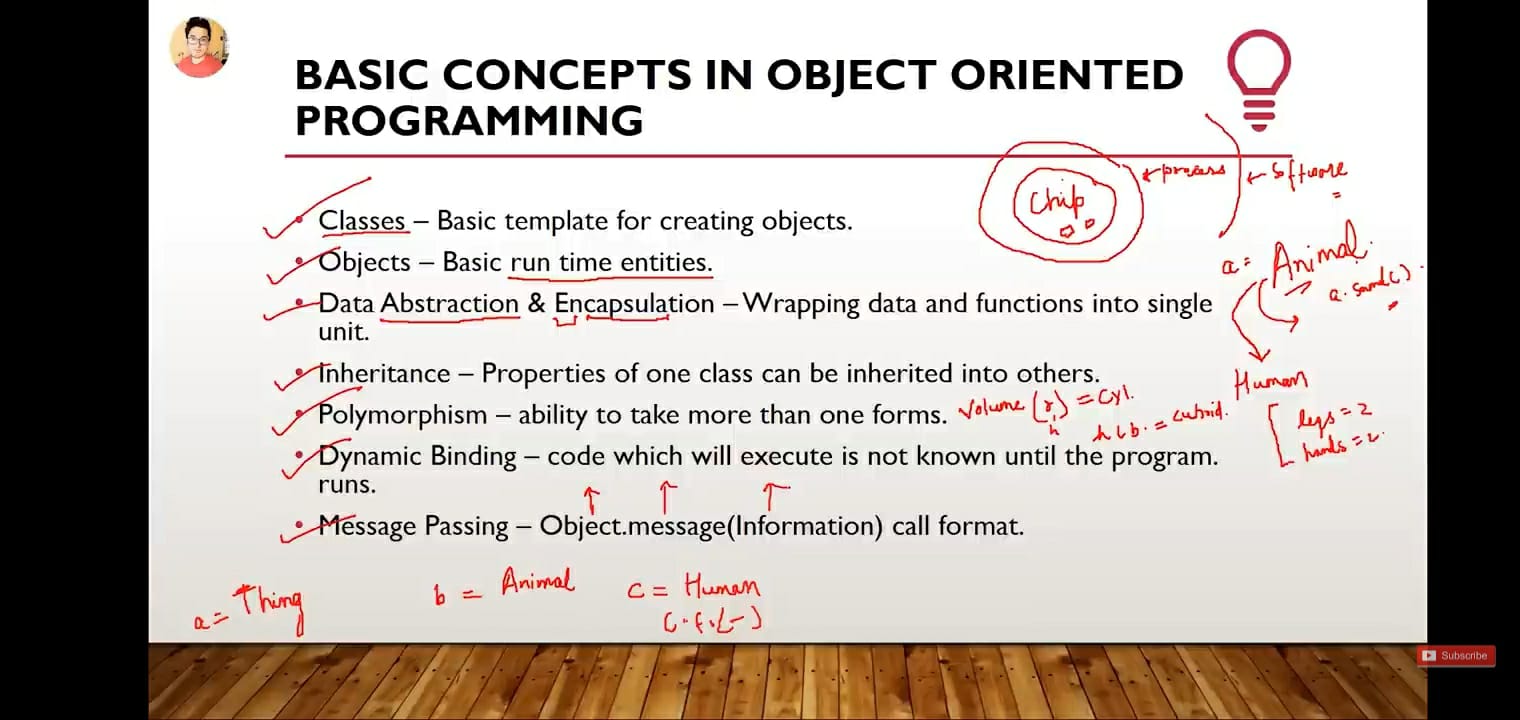 BASIC CONCEPTS IN OBJECT ORIENTED
PROGRAMMING
Chip
process
Software
Classes – Basic template for creating objects.
Objects – Basic run time entities.
a = Animal
a.sound()
Data Abstraction & Encapsulation – Wrapping data and functions into single
unit.
Inheritance – Properties of one class can be inherited into others.
Human
legs = 2
hands = 2
Polymorphism – ability to take more than one forms.
Volume (r, h) = cyl.
h l b. = cuboid.
Dynamic Binding – code which will execute is not known until the program.
runs.
Message Passing – Object.message(Information) call format.
a = Thing
b = Animal
c = Human
Subscribe